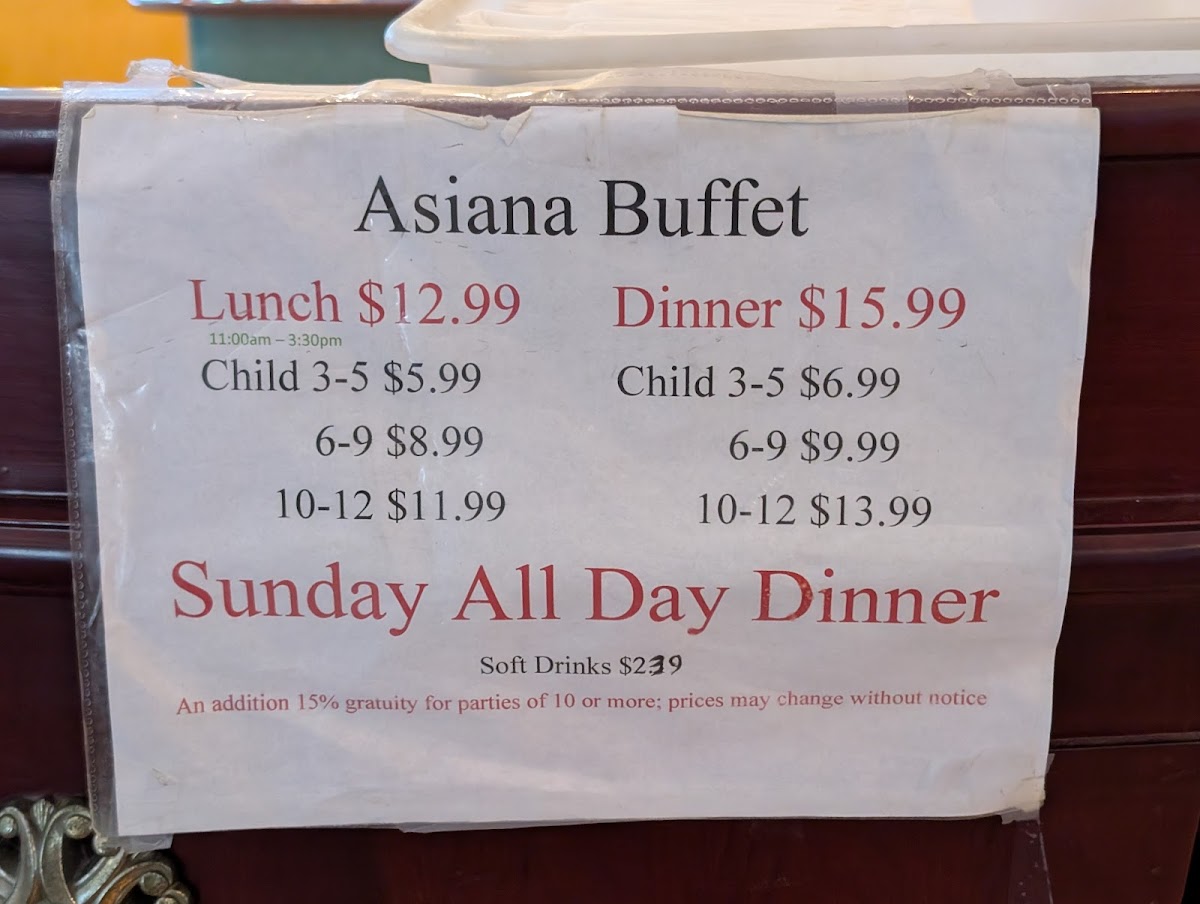 Asiana Buffet
Lunch $12.99
11:00am – 3:30pm
Child 3-5 $5.99
6-9 $8.99
10-12 $11.99
Dinner $15.99
Child 3-5 $6.99
6-9 $9.99
10-12 $13.99
Sunday All Day Dinner
Soft Drinks
An addition 15% gratuity for parties of 10 or more; prices may change without notice